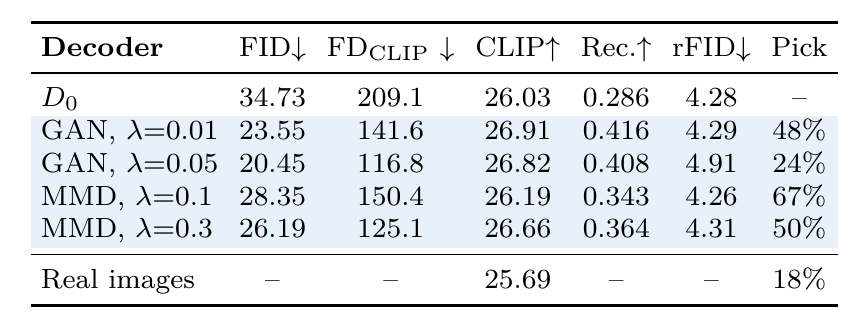 Decoder FID↓ FD_CLIP ↓ CLIP↑ Rec.↑ rFID↓ Pick
D₀ 34.73 209.1 26.03 0.286 4.28 –
GAN, λ=0.01 23.55 141.6 26.91 0.416 4.29 48%
GAN, λ=0.05 20.45 116.8 26.82 0.408 4.91 24%
MMD, λ=0.1 28.35 150.4 26.19 0.343 4.26 67%
MMD, λ=0.3 26.19 125.1 26.66 0.364 4.31 50%
Real images – – 25.69 – – 18%